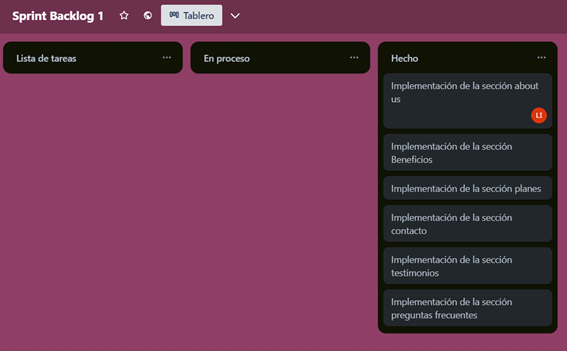 Sprint Backlog 1
Tablero
Lista de tareas
En proceso
Hecho
Implementación de la sección about
us
LI
Implementación de la sección
Beneficios
Implementación de la sección planes
Implementación de la sección
contacto
Implementación de la sección
testimonios
Implementación de la sección
preguntas frecuentes